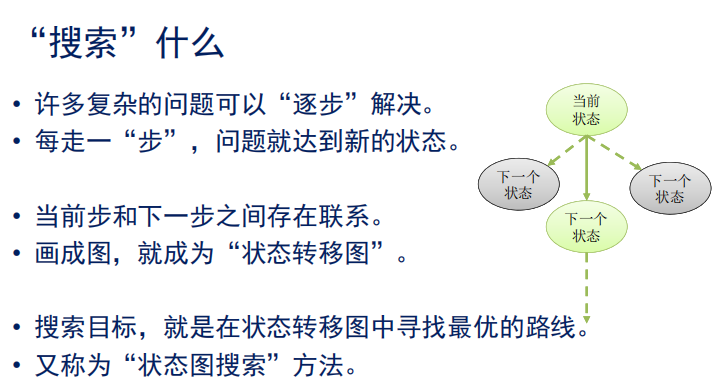 “搜索”什么
• 许多复杂的问题可以“逐步”解决。
• 每走一“步”，问题就达到新的状态。
• 当前步和下一步之间存在联系。
• 画成图，就成为“状态转移图”。
• 搜索目标，就是在状态转移图中寻找最优的路线。
• 又称为“状态图搜索”方法。
当前
状态
下一个
状态
下一个
状态
下一个
状态